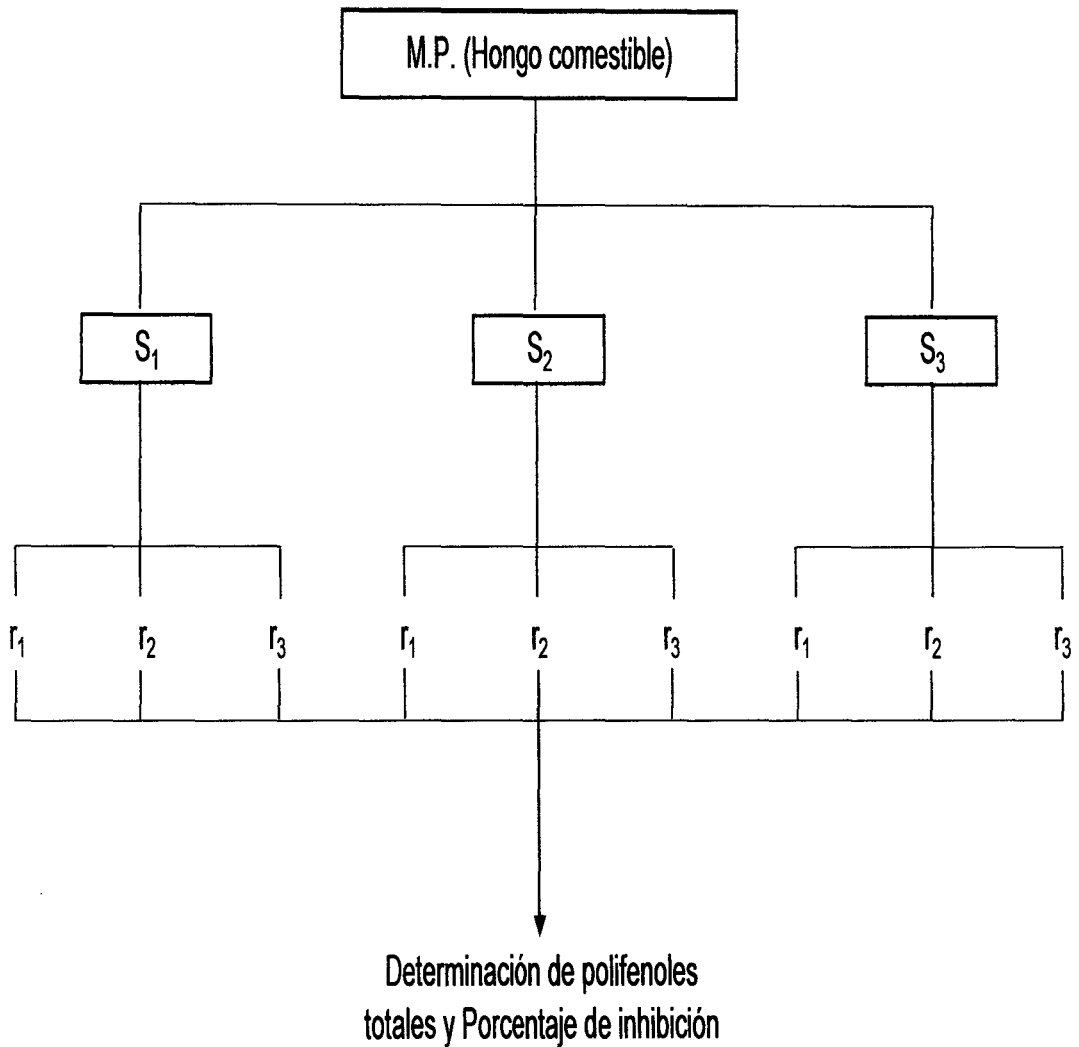 M.P. (Hongo comestible)
S₁ S₂ S₃
r₁ r₂ r₃ r₁ r₂ r₃ r₁ r₂ r₃
Determinación de polifenoles
totales y Porcentaje de inhibición